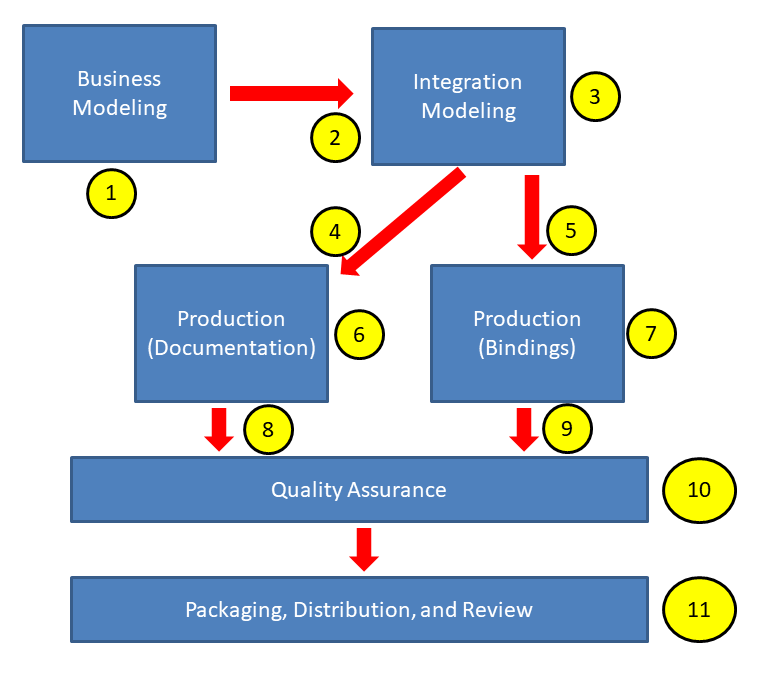 Business
Modeling
1
2
Integration
Modeling
3
4
5
Production
(Documentation)
6
Production
(Bindings)
7
8
9
Quality Assurance
10
Packaging, Distribution, and Review
11